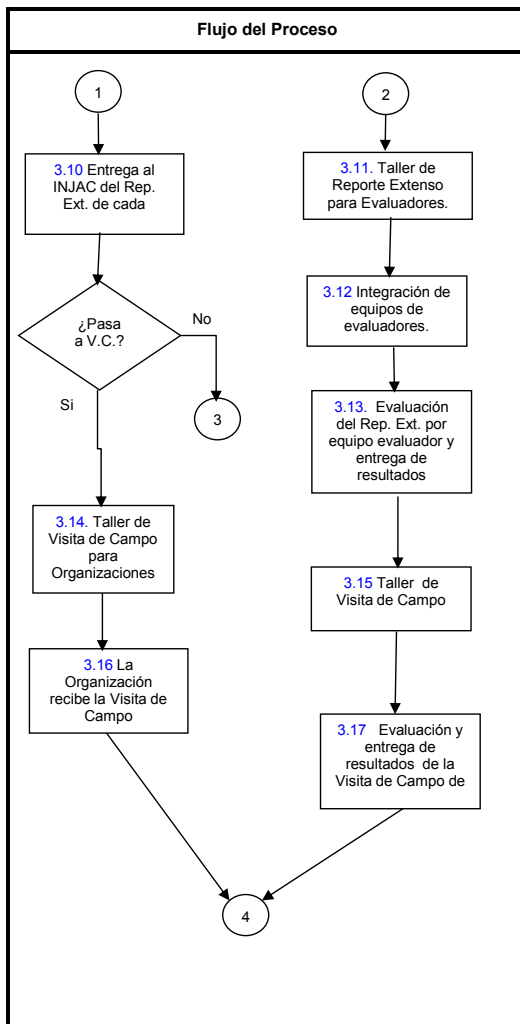 Flujo del Proceso
1
3.10 Entrega al
INJAC del Rep.
Ext. de cada
¿Pasa
a V.C.?
No
Si
3
3.14. Taller de
Visita de Campo
para
Organizaciones
3.16 La
Organización
recibe la Visita de
Campo
2
3.11. Taller de
Reporte Extenso
para Evaluadores.
3.12 Integración de
equipos de
evaluadores.
3.13. Evaluación
del Rep. Ext. por
equipo evaluador y
entrega de
resultados
3.15 Taller de
Visita de Campo
3.17 Evaluación y
entrega de
resultados de la
Visita de Campo de
4